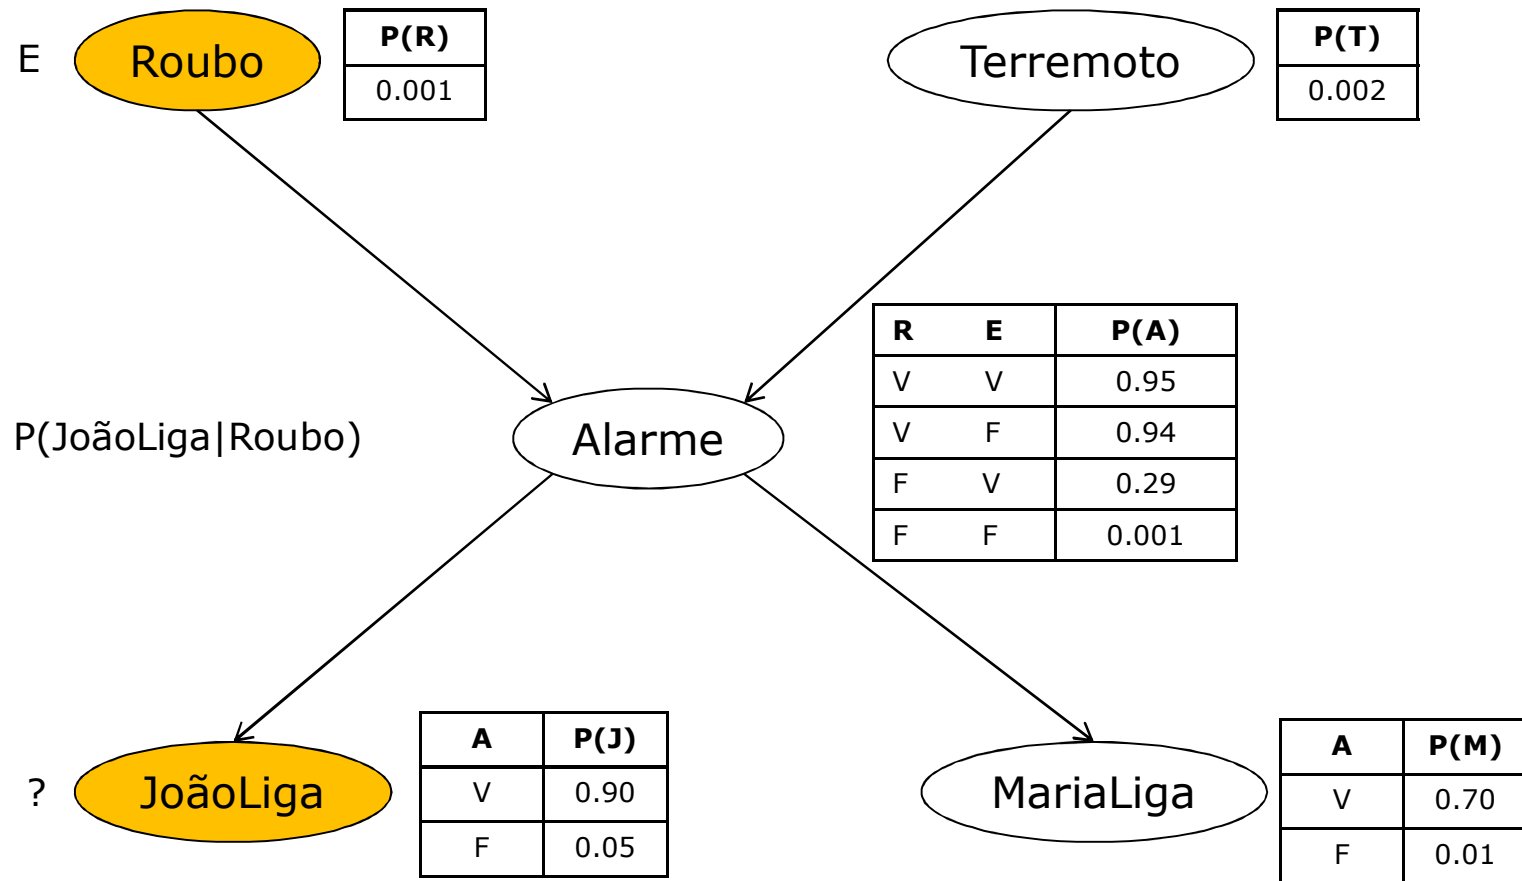 E
Roubo
P(R)
0.001
Terremoto
P(T)
0.002
R E P(A)
V V 0.95
V F 0.94
F V 0.29
F F 0.001
P(JoãoLiga|Roubo)
Alarme
?
JoãoLiga
A P(J)
V 0.90
F 0.05
MariaLiga
A P(M)
V 0.70
F 0.01